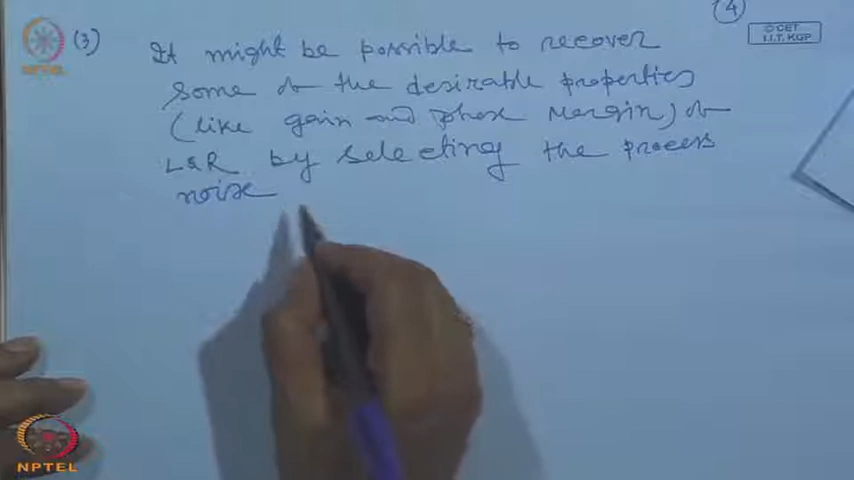 (4)
© CET
I.I.T. KGP
(3) It might be possible to recover
some of the desirable properties
(like gain and phase Margin) of
LQR by selecting the process
noise
NPTEL
NPTEL